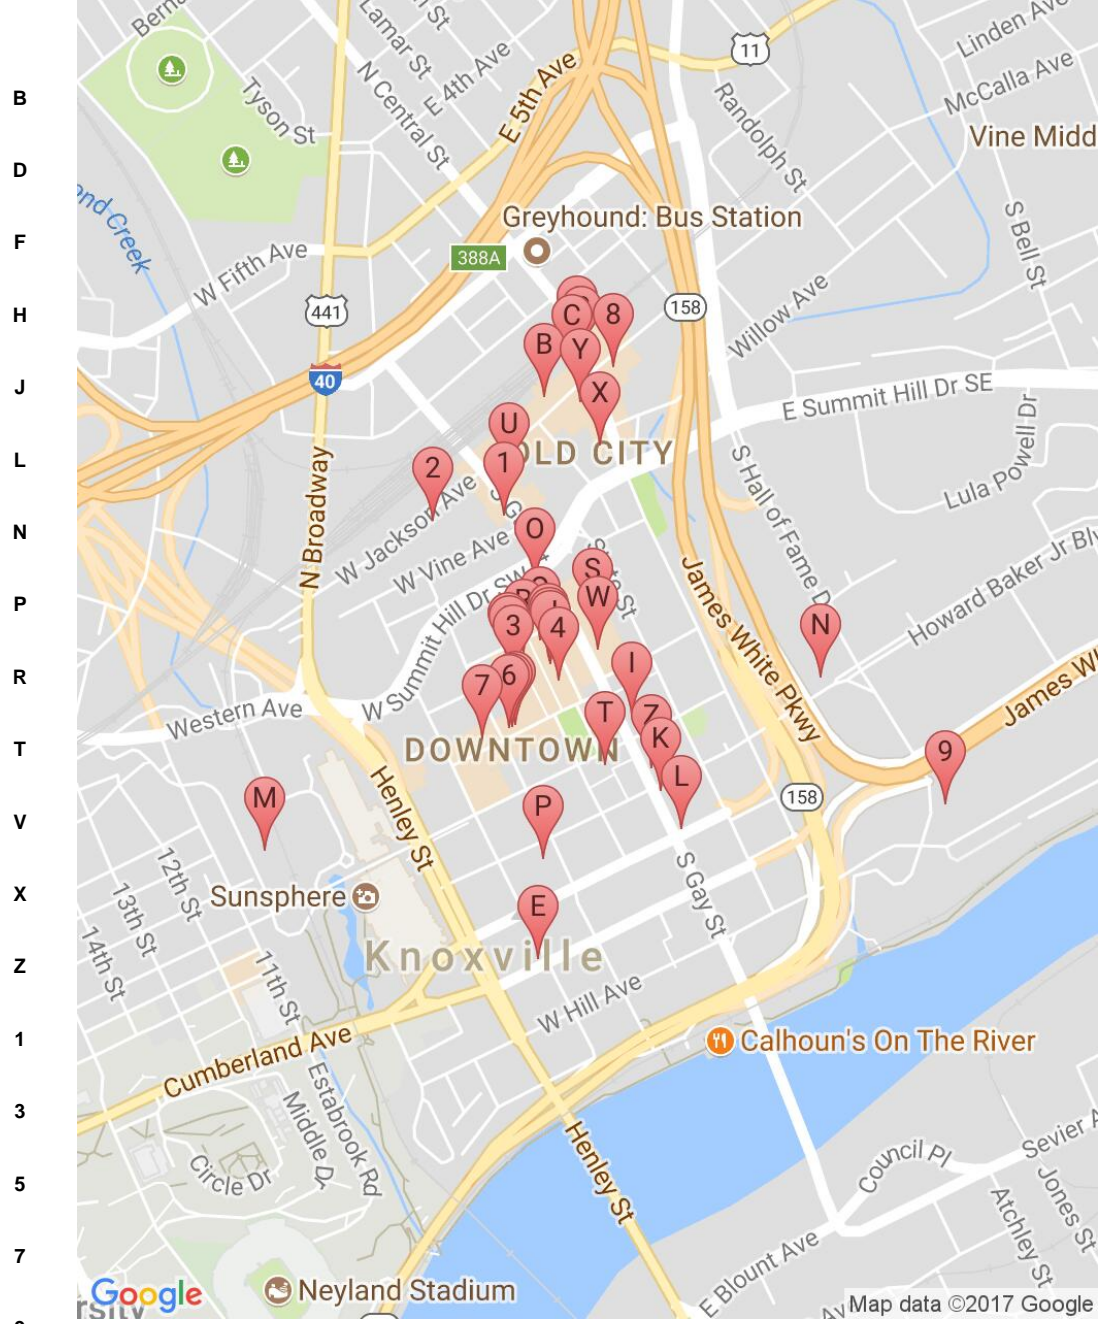 Lamar St
E 4th Ave
11
Linden Ave
N Central St
E 5th Ave
McCalla Ave
B
Tyson St
Randolph St
Vine Midd
D
ond Creek
Greyhound: Bus Station
S Bell St
F
W Fifth Ave
388A
Willow Ave
H
441
C
8
158
B
Y
J
40
X
E Summit Hill Dr SE
U
OLD CITY
Lula Powell Dr
L
2
1
S Hall of Fame D
N Broadway
W Jackson Ave
N
O
W Vine Ave
S
State St
James White Pkwy
Howard Baker Jr Blv
P
W Summit Hill Dr SW
W
3
4
N
R
7
6
I
James Wh
Western Ave
T
Z
K
T
DOWNTOWN
9
Henley St
L
M
P
158
V
12th St
S Gay St
X
Sunsphere
E
13th St
14th St
Knoxville
Z
11th St
W Hill Ave
1
Cumberland Ave
Calhoun's On The River
Estabrook Rd
3
Middle Dr
Henley St
Sevier A
Circle Dr
Council Pl
5
Jones St
Atchley St
7
E Blount Ave
Google
Neyland Stadium
rsity
Av
Map data ©2017 Google